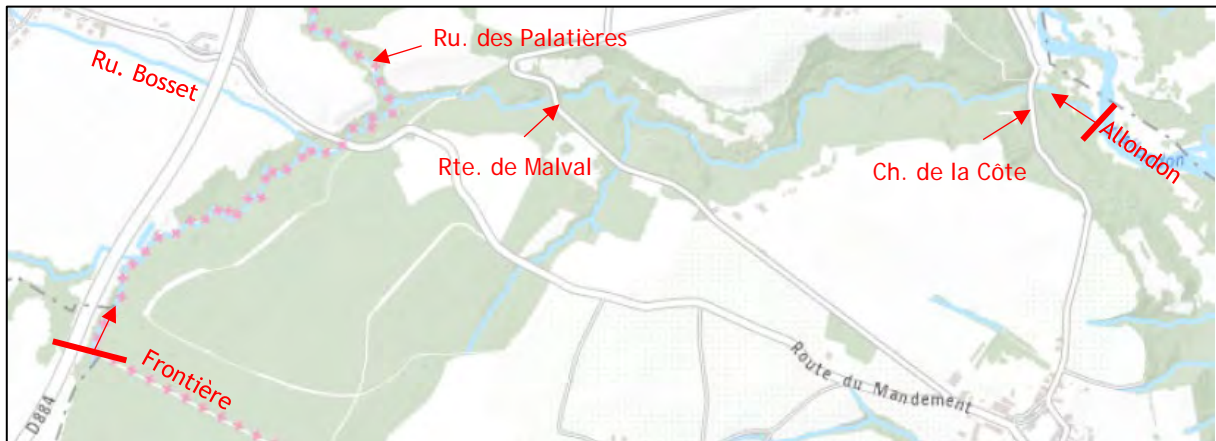 Ru. des Palatières
Ru. Bosset
Rte. de Malval
Ch. de la Côte
Allondon
Frontière
D884
Route du Mandement